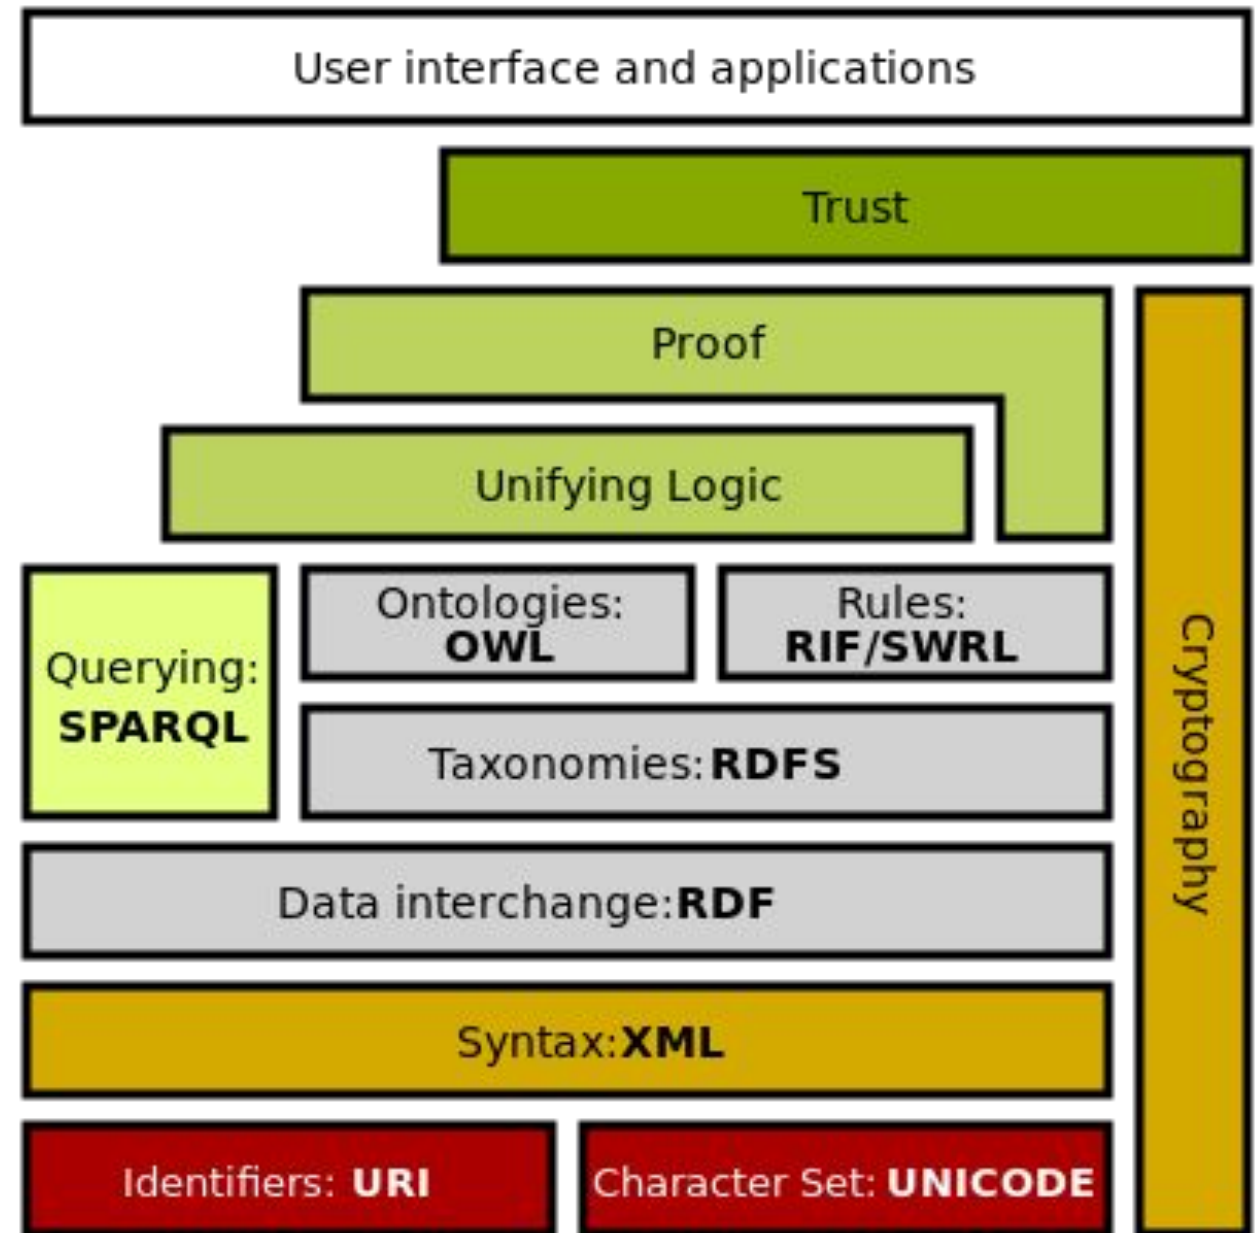 User interface and applications
Trust
Proof
Unifying Logic
Ontologies:
OWL
Rules:
RIF/SWRL
Querying:
SPARQL
Taxonomies: RDFS
Cryptography
Data interchange: RDF
Syntax: XML
Identifiers: URI
Character Set: UNICODE